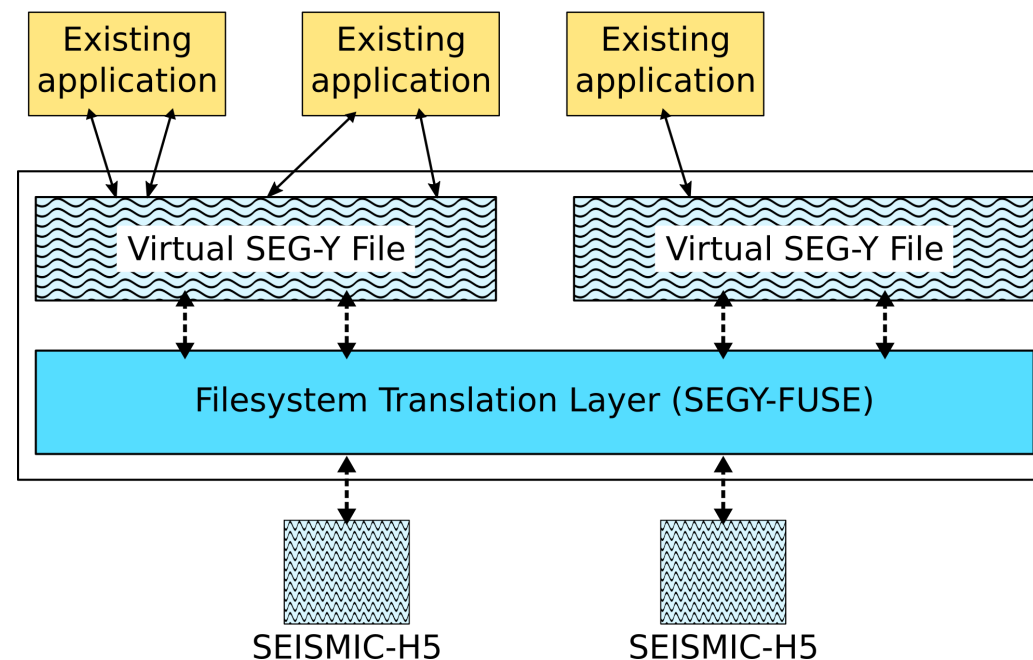 Existing
application
Existing
application
Existing
application
Virtual SEG-Y File
Virtual SEG-Y File
Filesystem Translation Layer (SEGY-FUSE)
SEISMIC-H5
SEISMIC-H5